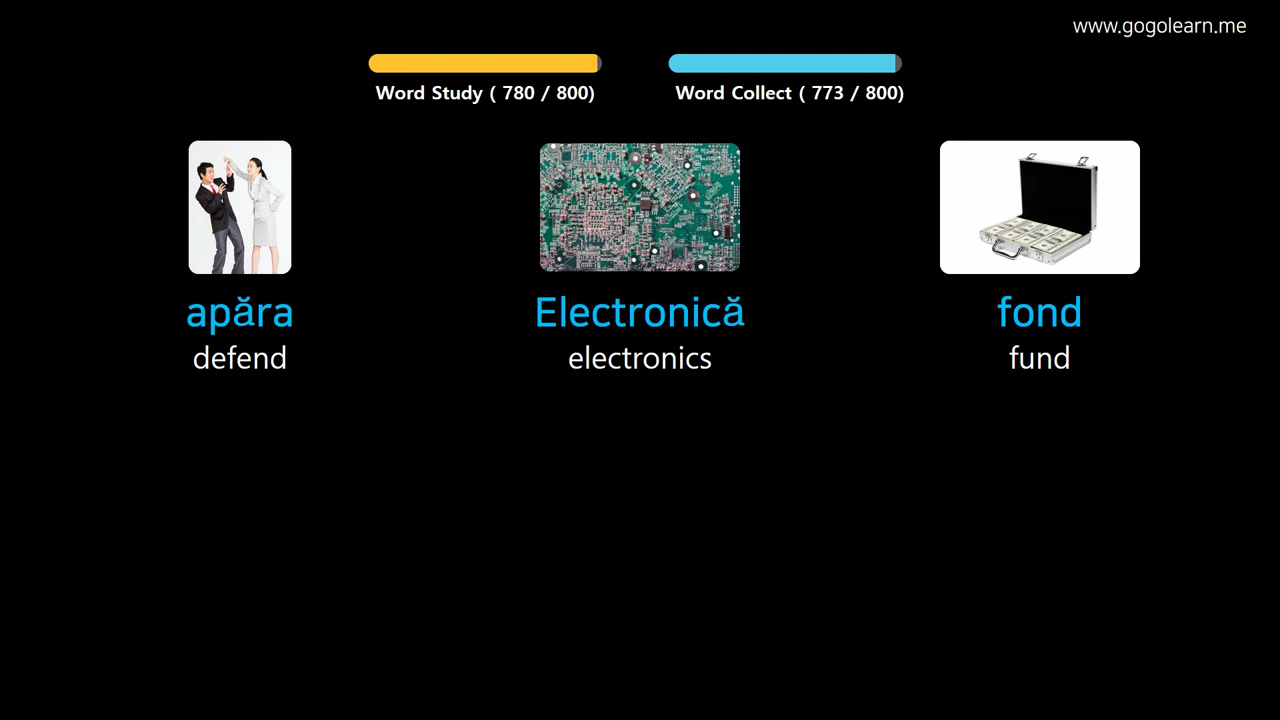 www.gogolearn.me
Word Study ( 780 / 800)
Word Collect ( 773 / 800)
apăra
Electronică
fond
defend
electronics
fund